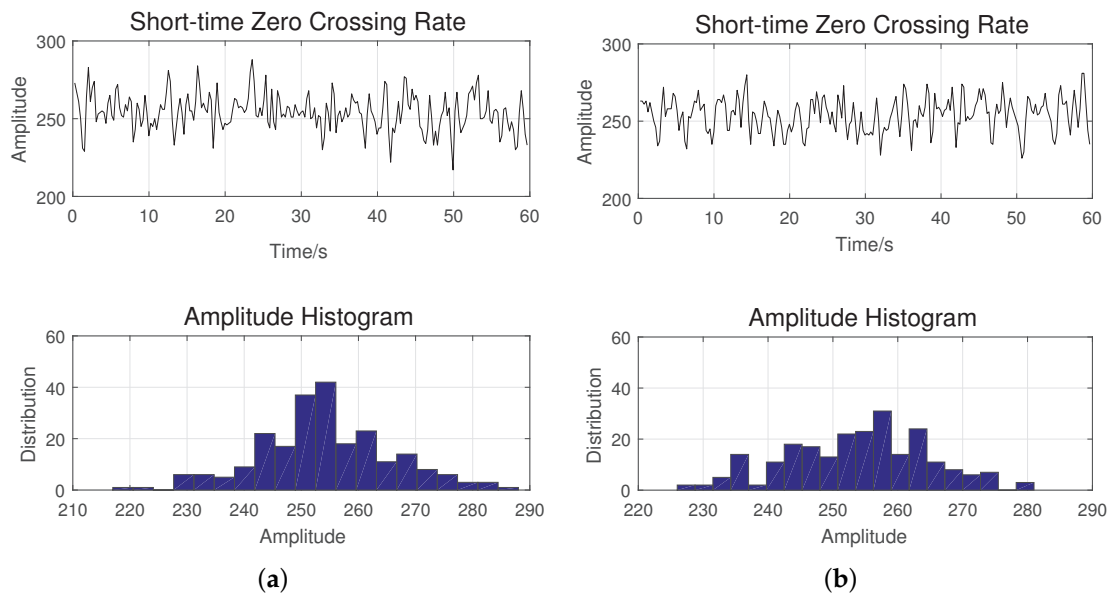 Short-time Zero Crossing Rate
300
250
200
Amplitude
0 10 20 30 40 50 60
Time/s
Amplitude Histogram
60
40
20
0
Distribution
210 220 230 240 250 260 270 280 290
Amplitude
(a)
Short-time Zero Crossing Rate
300
250
200
Amplitude
0 10 20 30 40 50 60
Time/s
Amplitude Histogram
60
40
20
0
Distribution
220 230 240 250 260 270 280 290
Amplitude
(b)